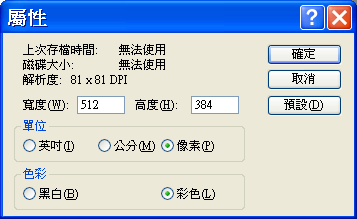 屬性
上次存檔時間: 無法使用
磁碟大小: 無法使用
解析度: 81 x 81 DPI
寬度(W): 512 高度(H): 384
單位
英吋(I) 公分(M) 像素(P)
色彩
黑白(B) 彩色(L)
確定
取消
預設(D)